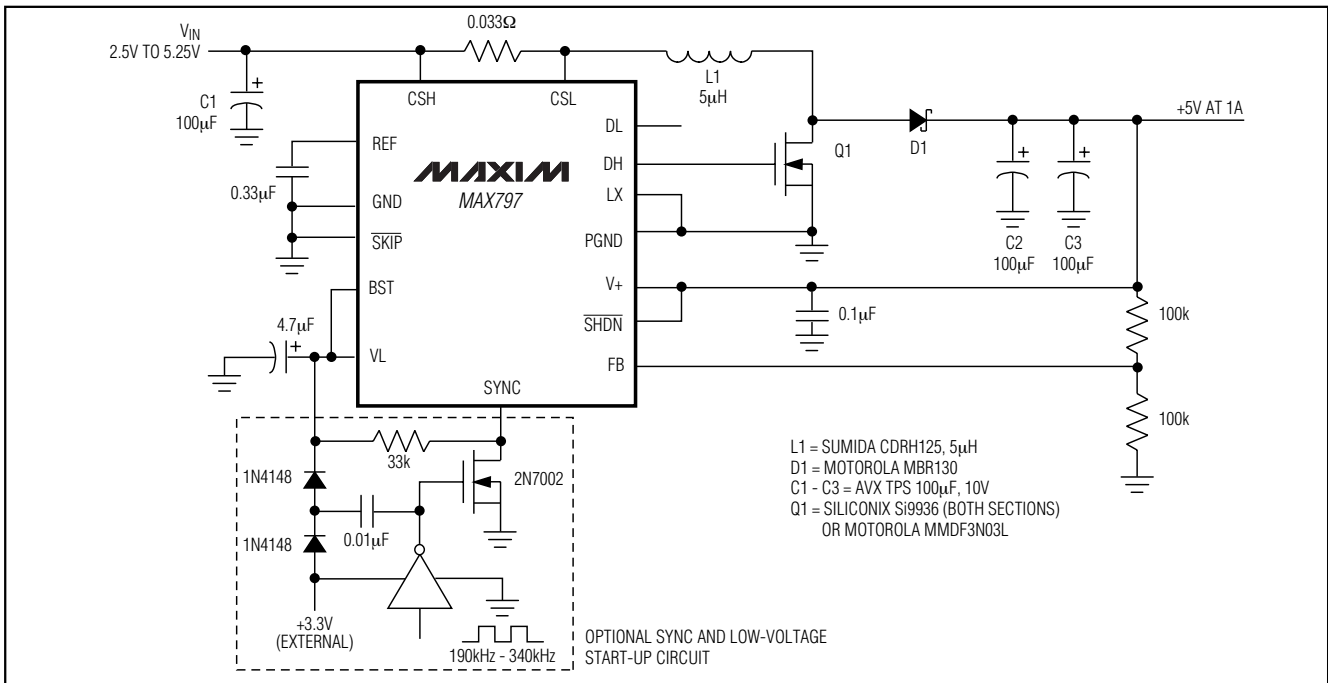 V_IN
2.5V TO 5.25V
C1
100μF
0.033Ω
L1
5μH
CSH
CSL
DL
DH
LX
PGND
V+
SHDN
FB
REF
GND
SKIP
BST
VL
SYNC
MAXIM
MAX797
0.33μF
4.7μF
Q1
D1
+5V AT 1A
C2
100μF
C3
100μF
0.1μF
100k
100k
33k
2N7002
1N4148
0.01μF
1N4148
+3.3V
(EXTERNAL)
190kHz - 340kHz
OPTIONAL SYNC AND LOW-VOLTAGE
START-UP CIRCUIT
L1 = SUMIDA CDRH125, 5μH
D1 = MOTOROLA MBR130
C1 - C3 = AVX TPS 100μF, 10V
Q1 = SILICONIX Si9936 (BOTH SECTIONS)
OR MOTOROLA MMDF3N03L